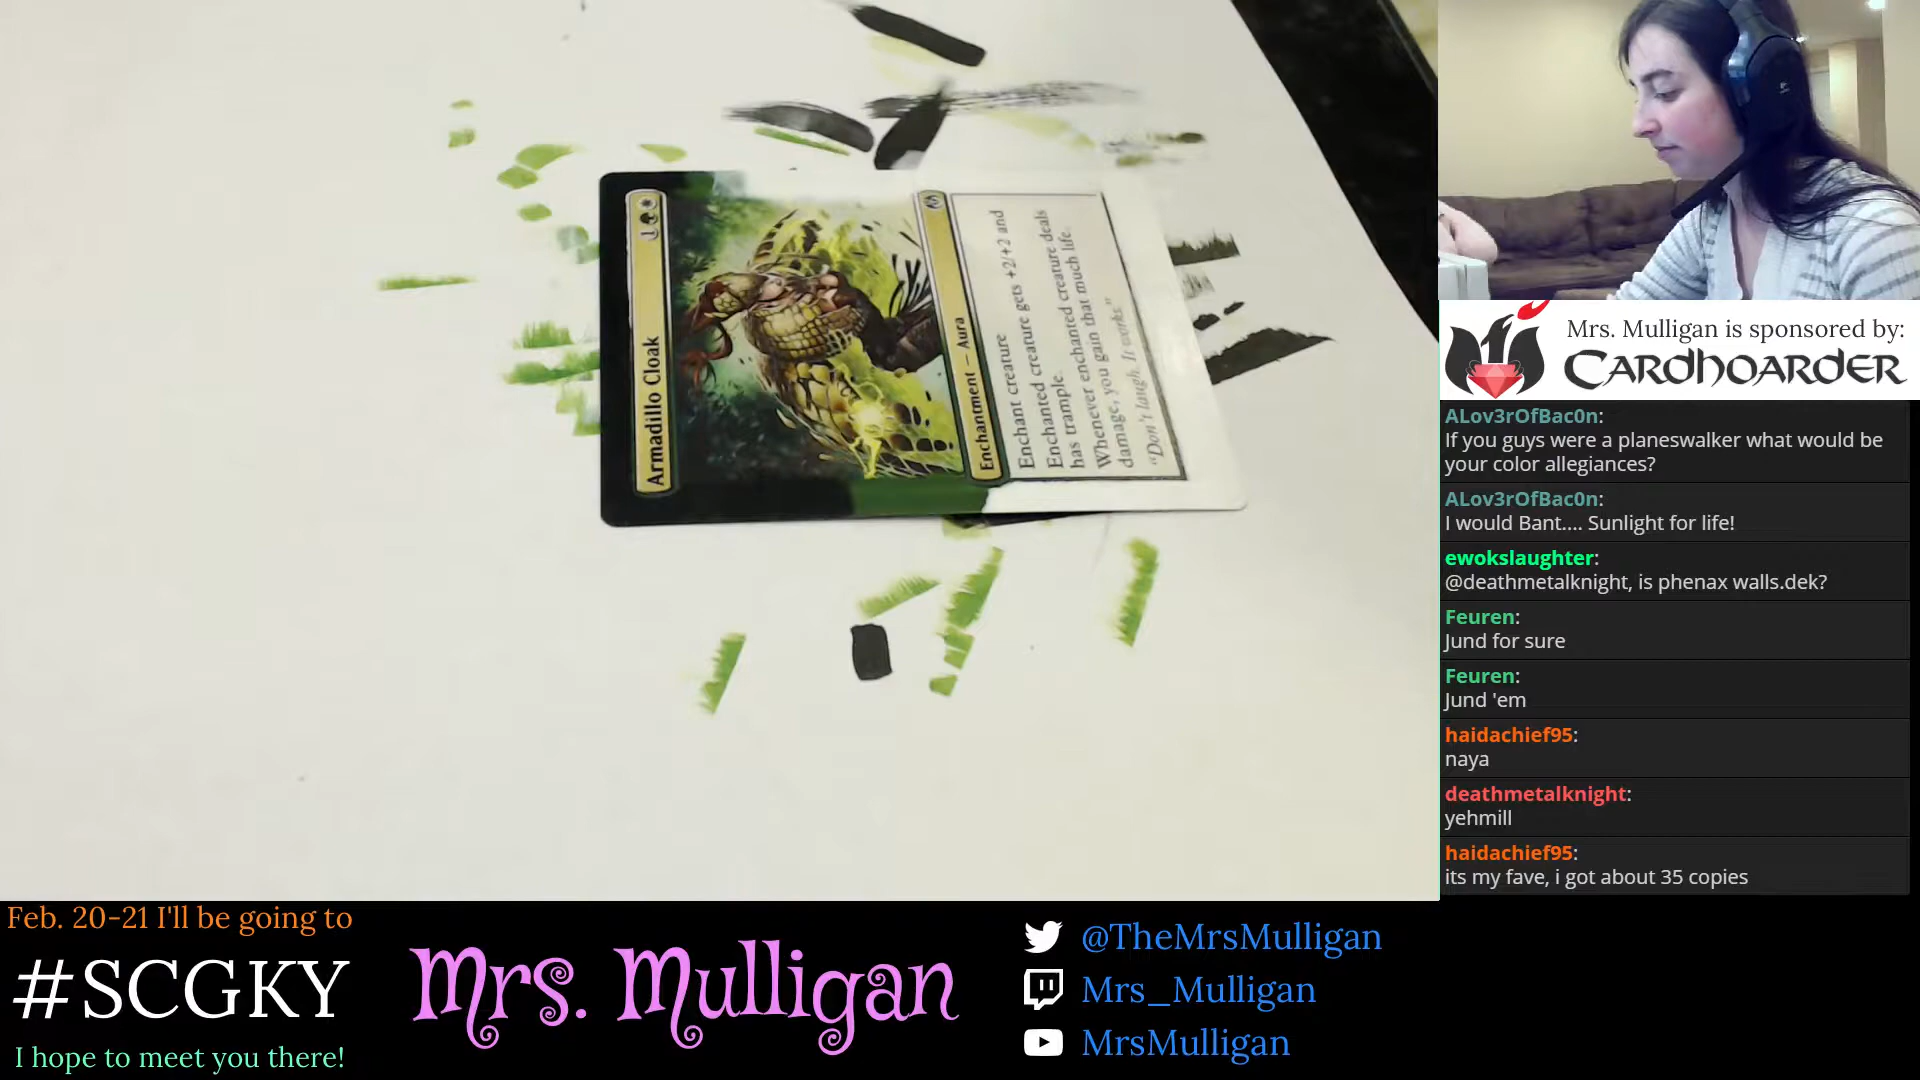 Armadillo Cloak
1
Enchantment — Aura
Enchant creature
Enchanted creature gets +2/+2 and
has trample.
Whenever enchanted creature deals
damage, you gain that much life.
"Don't laugh. It works."
Mrs. Mulligan is sponsored by:
CARDHOARDER
ALov3rOfBac0n:
If you guys were a planeswalker what would be
your color allegiances?
ALov3rOfBac0n:
I would Bant.... Sunlight for life!
ewokslaughter:
@deathmetalknight, is phenax walls.dek?
Feuren:
Jund for sure
Feuren:
Jund 'em
haidachief95:
naya
deathmetalknight:
yehmill
haidachief95:
its my fave, i got about 35 copies
Feb. 20-21 I'll be going to
#SCGKY
I hope to meet you there!
Mrs. Mulligan
@TheMrsMulligan
Mrs_Mulligan
MrsMulligan